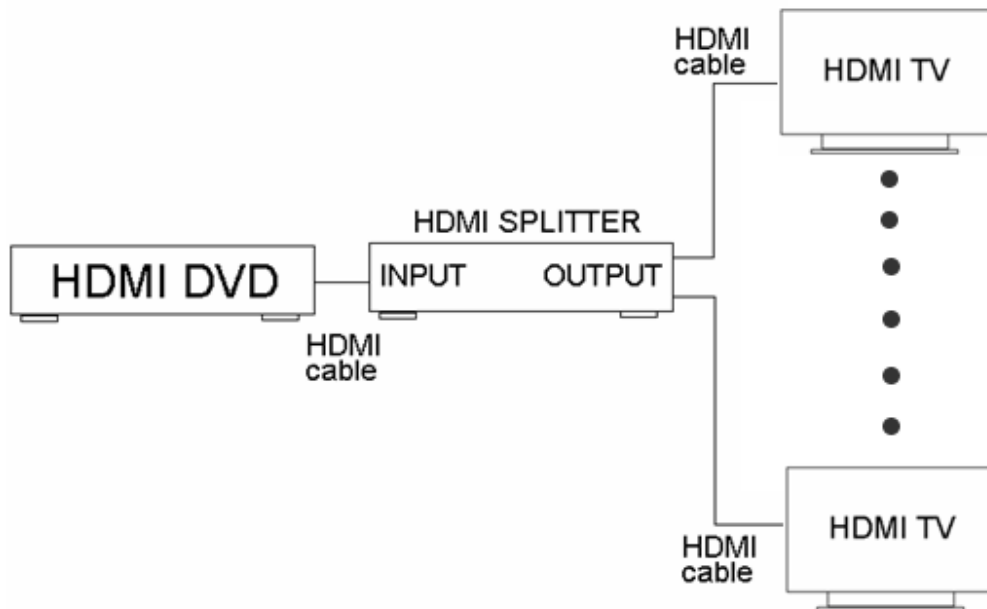 HDMI
cable
HDMI TV
HDMI SPLITTER
HDMI DVD
INPUT
OUTPUT
HDMI
cable
HDMI TV
HDMI
cable